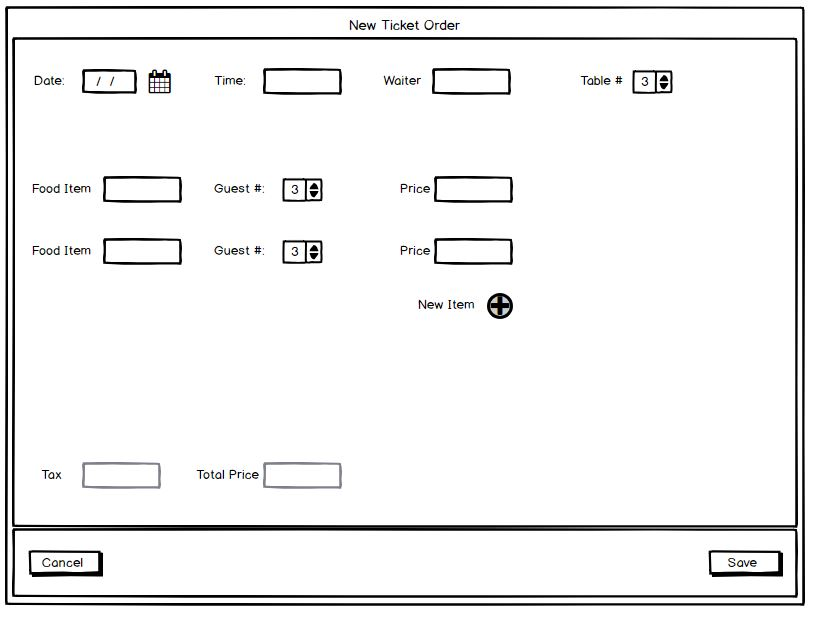 New Ticket Order
Date: / / Time: Waiter Table # 3
Food Item Guest #: 3 Price
Food Item Guest #: 3 Price
New Item
Tax Total Price
Cancel Save